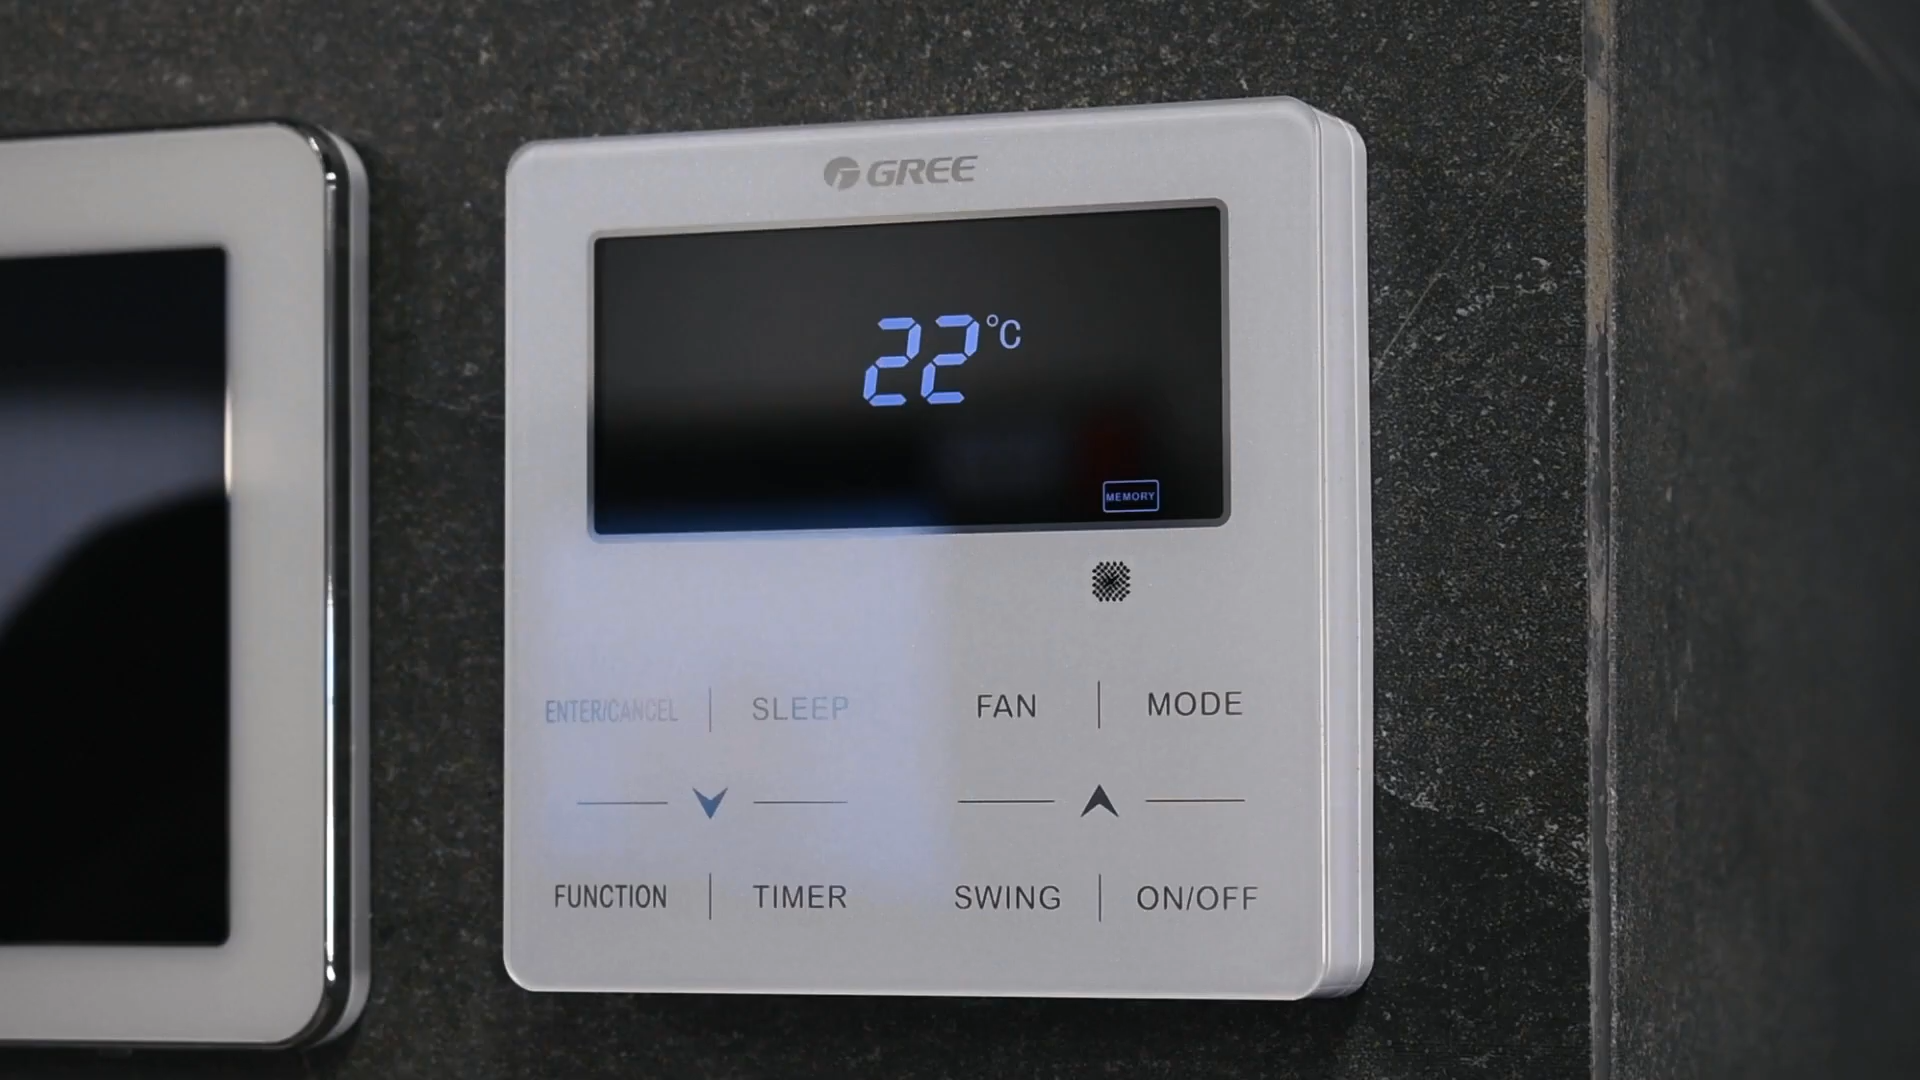 GREE
22°C
MEMORY
ENTER/CANCEL SLEEP FAN MODE
FUNCTION TIMER SWING ON/OFF